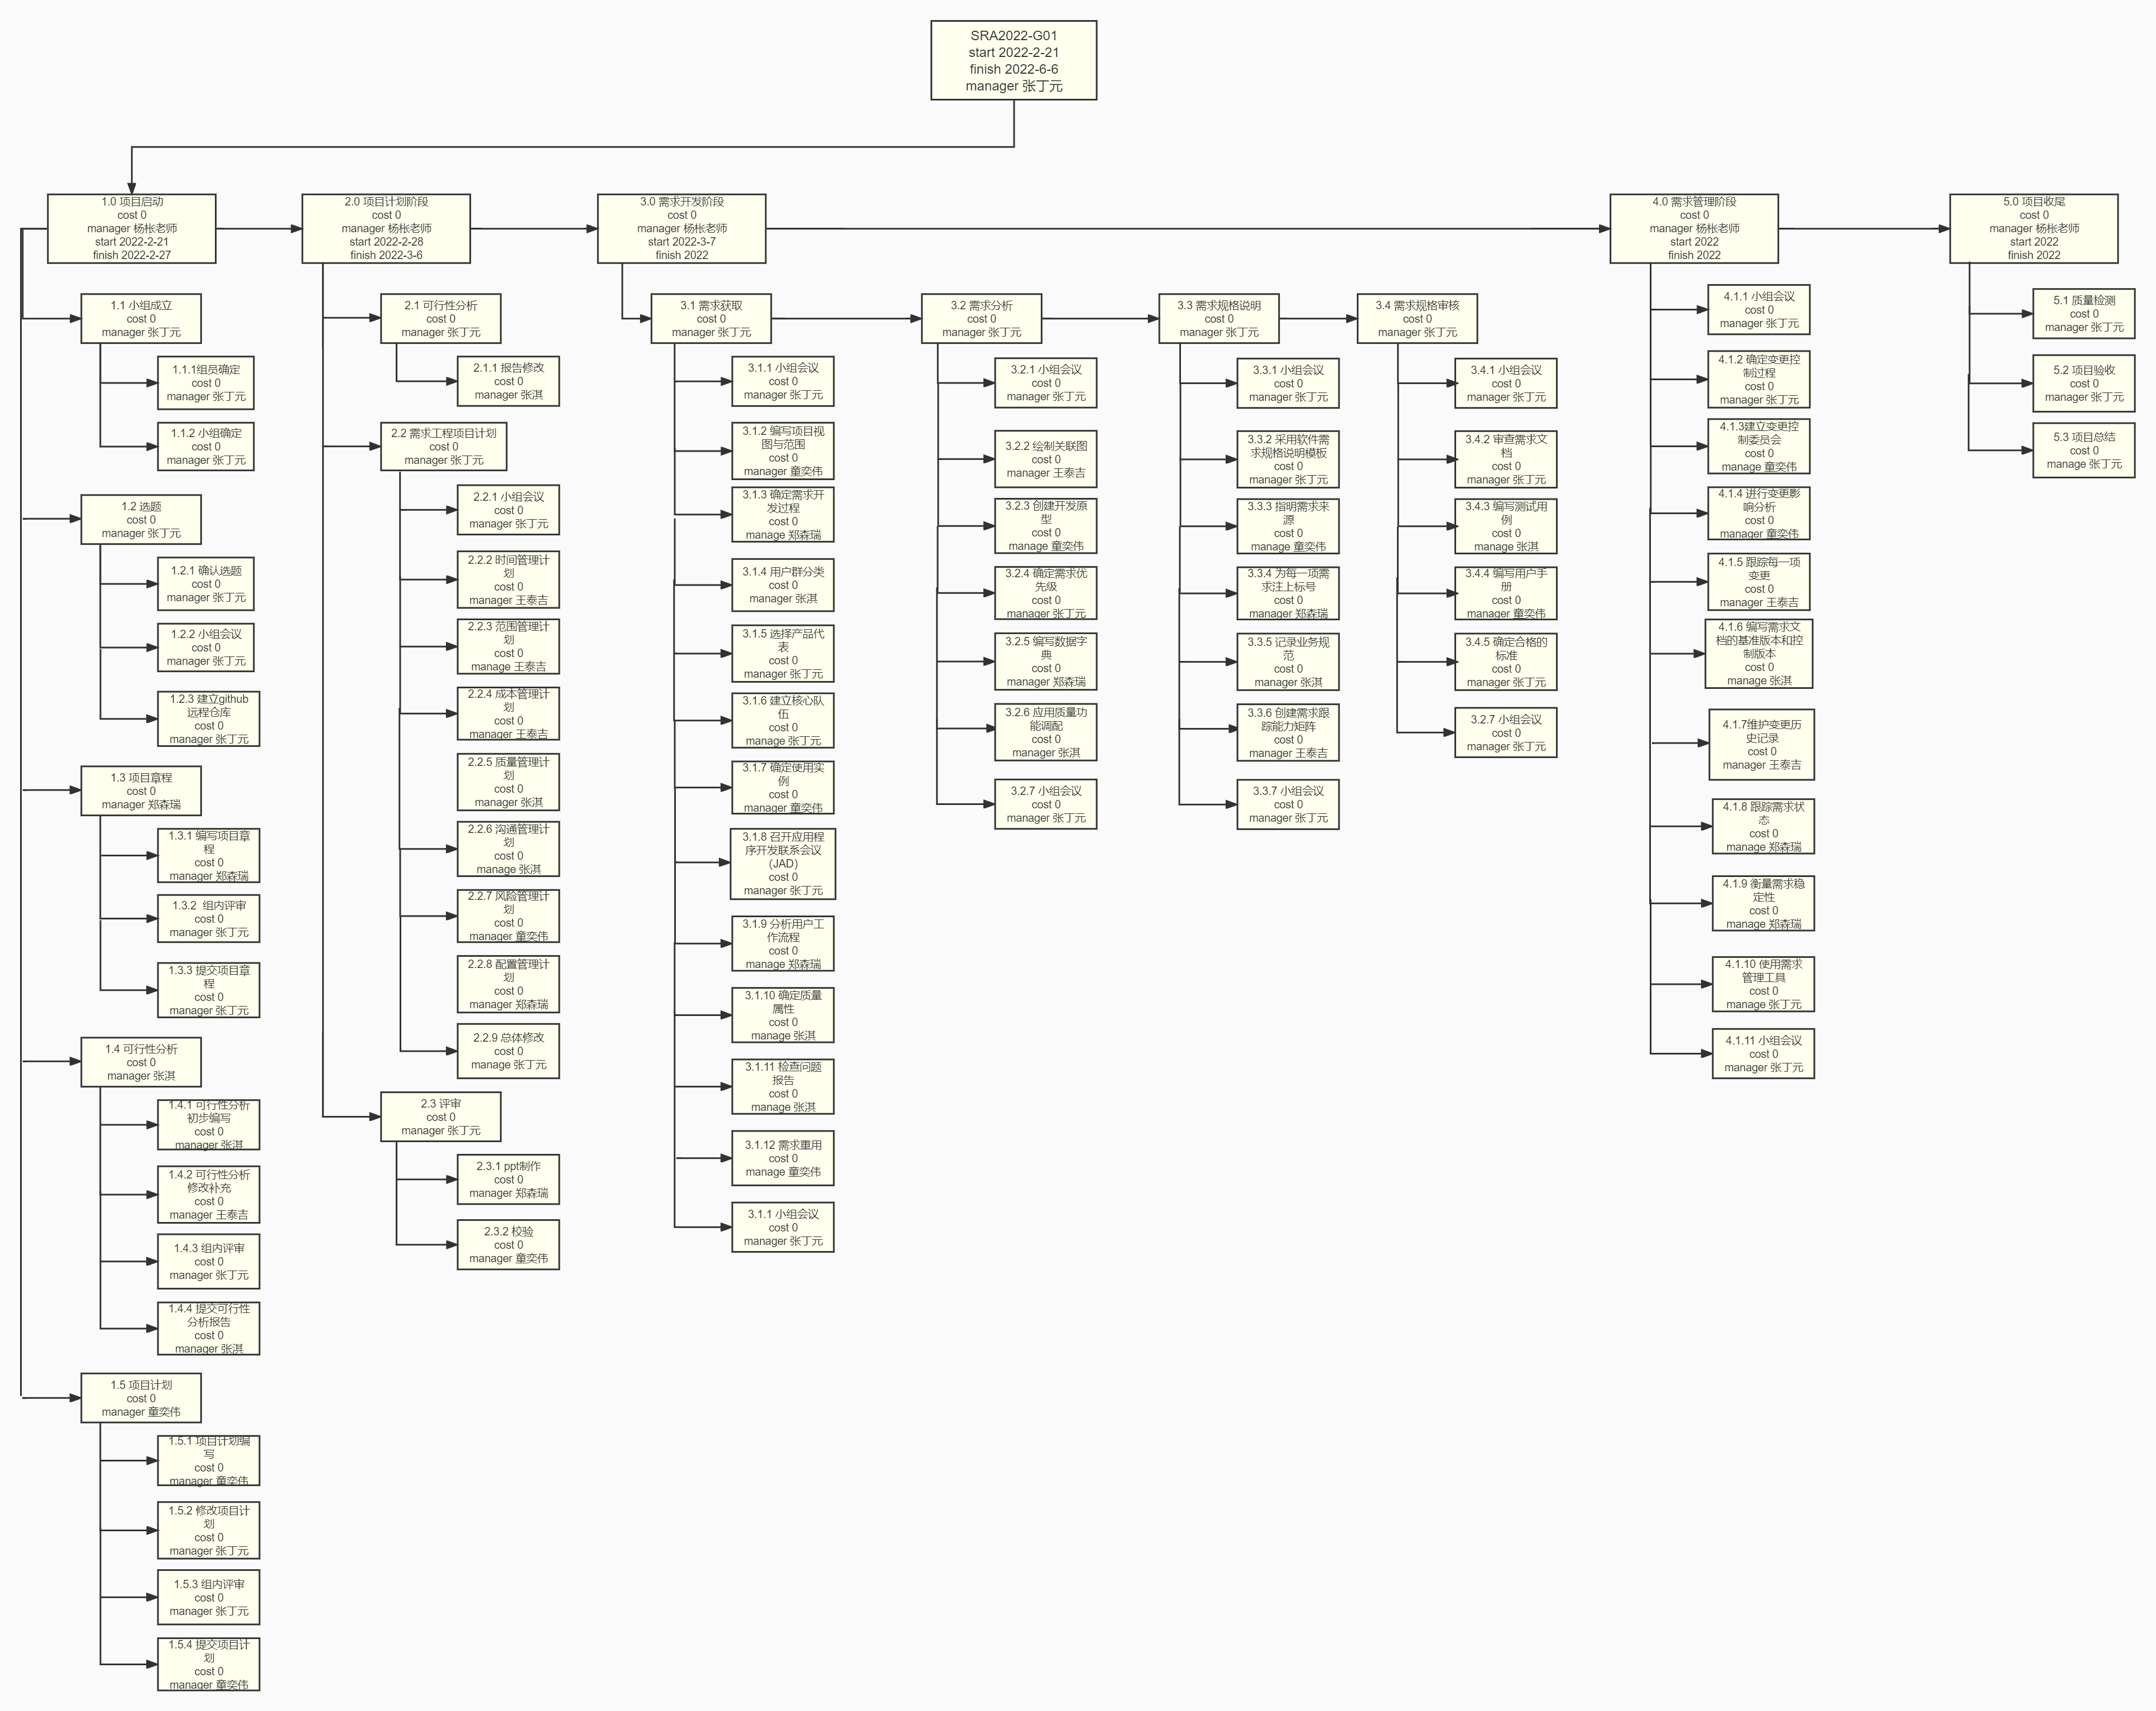 SRA2022-G01
start 2022-2-21
finish 2022-6-6
manager 张丁元
1.0 项目启动
cost 0
manager 杨枨老师
start 2022-2-21
finish 2022-2-27
1.1 小组成立
cost 0
manager 张丁元
1.1.1组员确定
cost 0
manager 张丁元
1.1.2 小组确定
cost 0
manager 张丁元
1.2 选题
cost 0
manager 张丁元
1.2.1 确认选题
cost 0
manager 张丁元
1.2.2 小组会议
cost 0
manager 张丁元
1.2.3 建立github
远程仓库
cost 0
manager 张丁元
1.3 项目章程
cost 0
manager 郑森瑞
1.3.1 编写项目章
程
cost 0
manager 郑森瑞
1.3.2 组内评审
cost 0
manager 张丁元
1.3.3 提交项目章
程
cost 0
manager 张丁元
1.4 可行性分析
cost 0
manager 张淇
1.4.1 可行性分析
初步编写
cost 0
manager 张淇
1.4.2 可行性分析
修改补充
cost 0
manager 王泰吉
1.4.3 组内评审
cost 0
manager 张丁元
1.4.4 提交可行性
分析报告
cost 0
manager 张淇
1.5 项目计划
cost 0
manager 童奕伟
1.5.1 项目计划编
写
cost 0
manager 童奕伟
1.5.2 修改项目计
划
cost 0
manager 张丁元
1.5.3 组内评审
cost 0
manager 张丁元
1.5.4 提交项目计
划
cost 0
manager 童奕伟
2.0 项目计划阶段
cost 0
manager 杨枨老师
start 2022-2-28
finish 2022-3-6
2.1 可行性分析
cost 0
manager 张丁元
2.1.1 报告修改
cost 0
manager 张淇
2.2 需求工程项目计划
cost 0
manager 张丁元
2.2.1 小组会议
cost 0
manager 张丁元
2.2.2 时间管理计
划
cost 0
manager 王泰吉
2.2.3 范围管理计
划
cost 0
manage 王泰吉
2.2.4 成本管理计
划
cost 0
manage 王泰吉
2.2.5 质量管理计
划
cost 0
manage 张淇
2.2.6 沟通管理计
划
cost 0
manage 张淇
2.2.7 风险管理计
划
cost 0
manager 童奕伟
2.2.8 配置管理计
划
cost 0
manager 郑森瑞
2.2.9 总体修改
cost 0
manage 张丁元
2.3 评审
cost 0
manager 张丁元
2.3.1 ppt制作
cost 0
manager 郑森瑞
2.3.2 校验
cost 0
manager 童奕伟
3.0 需求开发阶段
cost 0
manager 杨枨老师
start 2022-3-7
finish 2022
3.1 需求获取
cost 0
manager 张丁元
3.1.1 小组会议
cost 0
manager 张丁元
3.1.2 编写项目视
图与范围
cost 0
manager 童奕伟
3.1.3 确定需求开
发过程
cost 0
manage 郑森瑞
3.1.4 用户群分类
cost 0
manage 张淇
3.1.5 选择产品代
表
cost 0
manage 张丁元
3.1.6 建立核心队
伍
cost 0
manage 张丁元
3.1.7 确定使用实
例
cost 0
manager 童奕伟
3.1.8 召开应用程
序开发联系会议
(JAD)
cost 0
manager 张丁元
3.1.9 分析用户工
作流程
cost 0
manage 郑森瑞
3.1.10 确定质量
属性
cost 0
manage 张淇
3.1.11 检查问题
报告
cost 0
manage 张淇
3.1.12 需求重用
cost 0
manage 童奕伟
3.1.1 小组会议
cost 0
manager 张丁元
3.2 需求分析
cost 0
manager 张丁元
3.2.1 小组会议
cost 0
manager 张丁元
3.2.2 绘制关联图
cost 0
manager 王泰吉
3.2.3 创建开发原
型
cost 0
manage 童奕伟
3.2.4 确定需求优
先级
cost 0
manage 张丁元
3.2.5 编写数据字
典
cost 0
manager 郑森瑞
3.2.6 应用质量功
能调配
cost 0
manager 张淇
3.2.7 小组会议
cost 0
manager 张丁元
3.3 需求规格说明
cost 0
manager 张丁元
3.3.1 小组会议
cost 0
manager 张丁元
3.3.2 采用软件需
求规格说明模板
cost 0
manager 张丁元
3.3.3 指明需求来
源
cost 0
manage 童奕伟
3.3.4 为每一项需
求注上标号
cost 0
manager 郑森瑞
3.3.5 记录业务规
范
cost 0
manager 张淇
3.3.6 创建需求跟
踪能力矩阵
cost 0
manager 王泰吉
3.3.7 小组会议
cost 0
manager 张丁元
3.4 需求规格审核
cost 0
manager 张丁元
3.4.1 小组会议
cost 0
manager 张丁元
3.4.2 审查需求文
档
cost 0
manager 张丁元
3.4.3 编写测试用
例
cost 0
manage 张淇
3.4.4 编写用户手
册
cost 0
manager 童奕伟
3.4.5 确定合格的
标准
cost 0
manager 张丁元
3.2.7 小组会议
cost 0
manager 张丁元
4.0 需求管理阶段
cost 0
manager 杨枨老师
start 2022
finish 2022
4.1.1 小组会议
cost 0
manager 张丁元
4.1.2 确定变更控
制过程
cost 0
manager 张丁元
4.1.3建立变更控
制委员会
cost 0
manage 童奕伟
4.1.4 进行变更影
响分析
cost 0
manage 童奕伟
4.1.5 跟踪每一项
变更
cost 0
manager 王泰吉
4.1.6 编写需求文
档的基准版本和控
制版本
cost 0
manage 张淇
4.1.7维护变更历
史记录
cost 0
manager 王泰吉
4.1.8 跟踪需求状
态
cost 0
manage 郑森瑞
4.1.9 衡量需求稳
定性
cost 0
manage 郑森瑞
4.1.10 使用需求
管理工具
cost 0
manage 张丁元
4.1.11 小组会议
cost 0
manager 张丁元
5.0 项目收尾
cost 0
manager 杨枨老师
start 2022
finish 2022
5.1 质量检测
cost 0
manager 张丁元
5.2 项目验收
cost 0
manager 张丁元
5.3 项目总结
cost 0
manage 张丁元